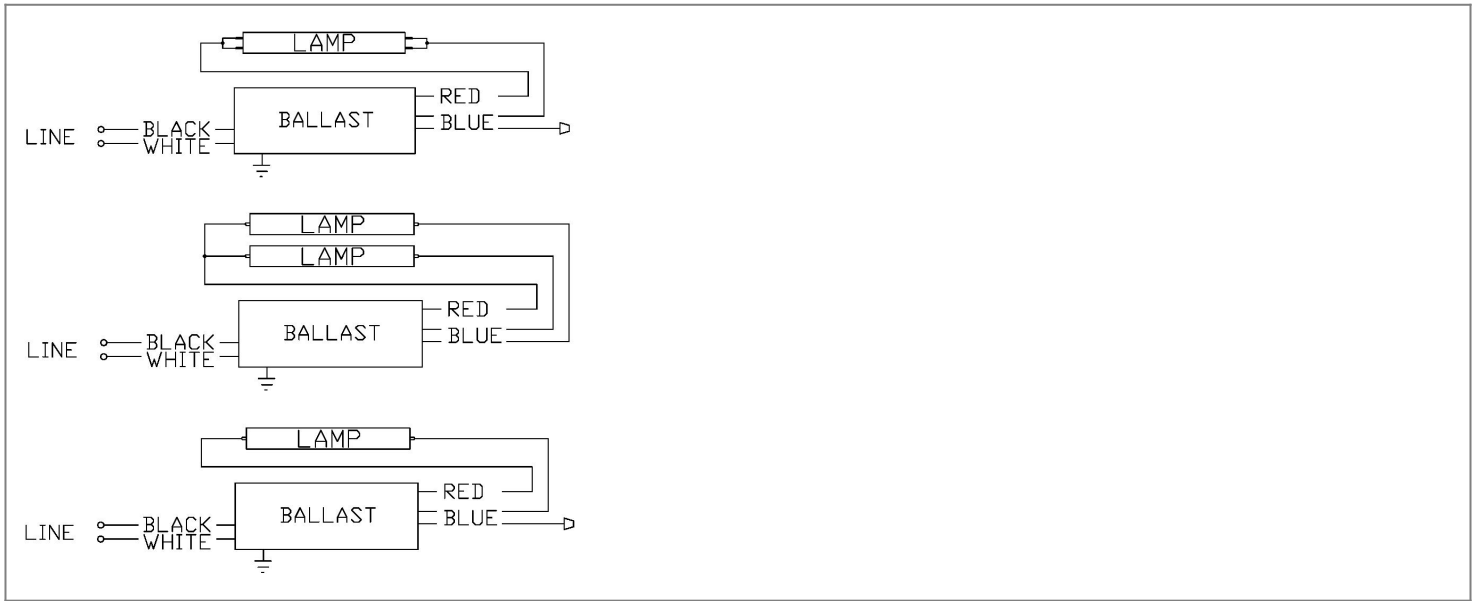 LAMP
RED
BALLAST
BLUE
LINE BLACK
WHITE
LAMP
LAMP
RED
BALLAST
BLUE
LINE BLACK
WHITE
LAMP
RED
BALLAST
BLUE
LINE BLACK
WHITE